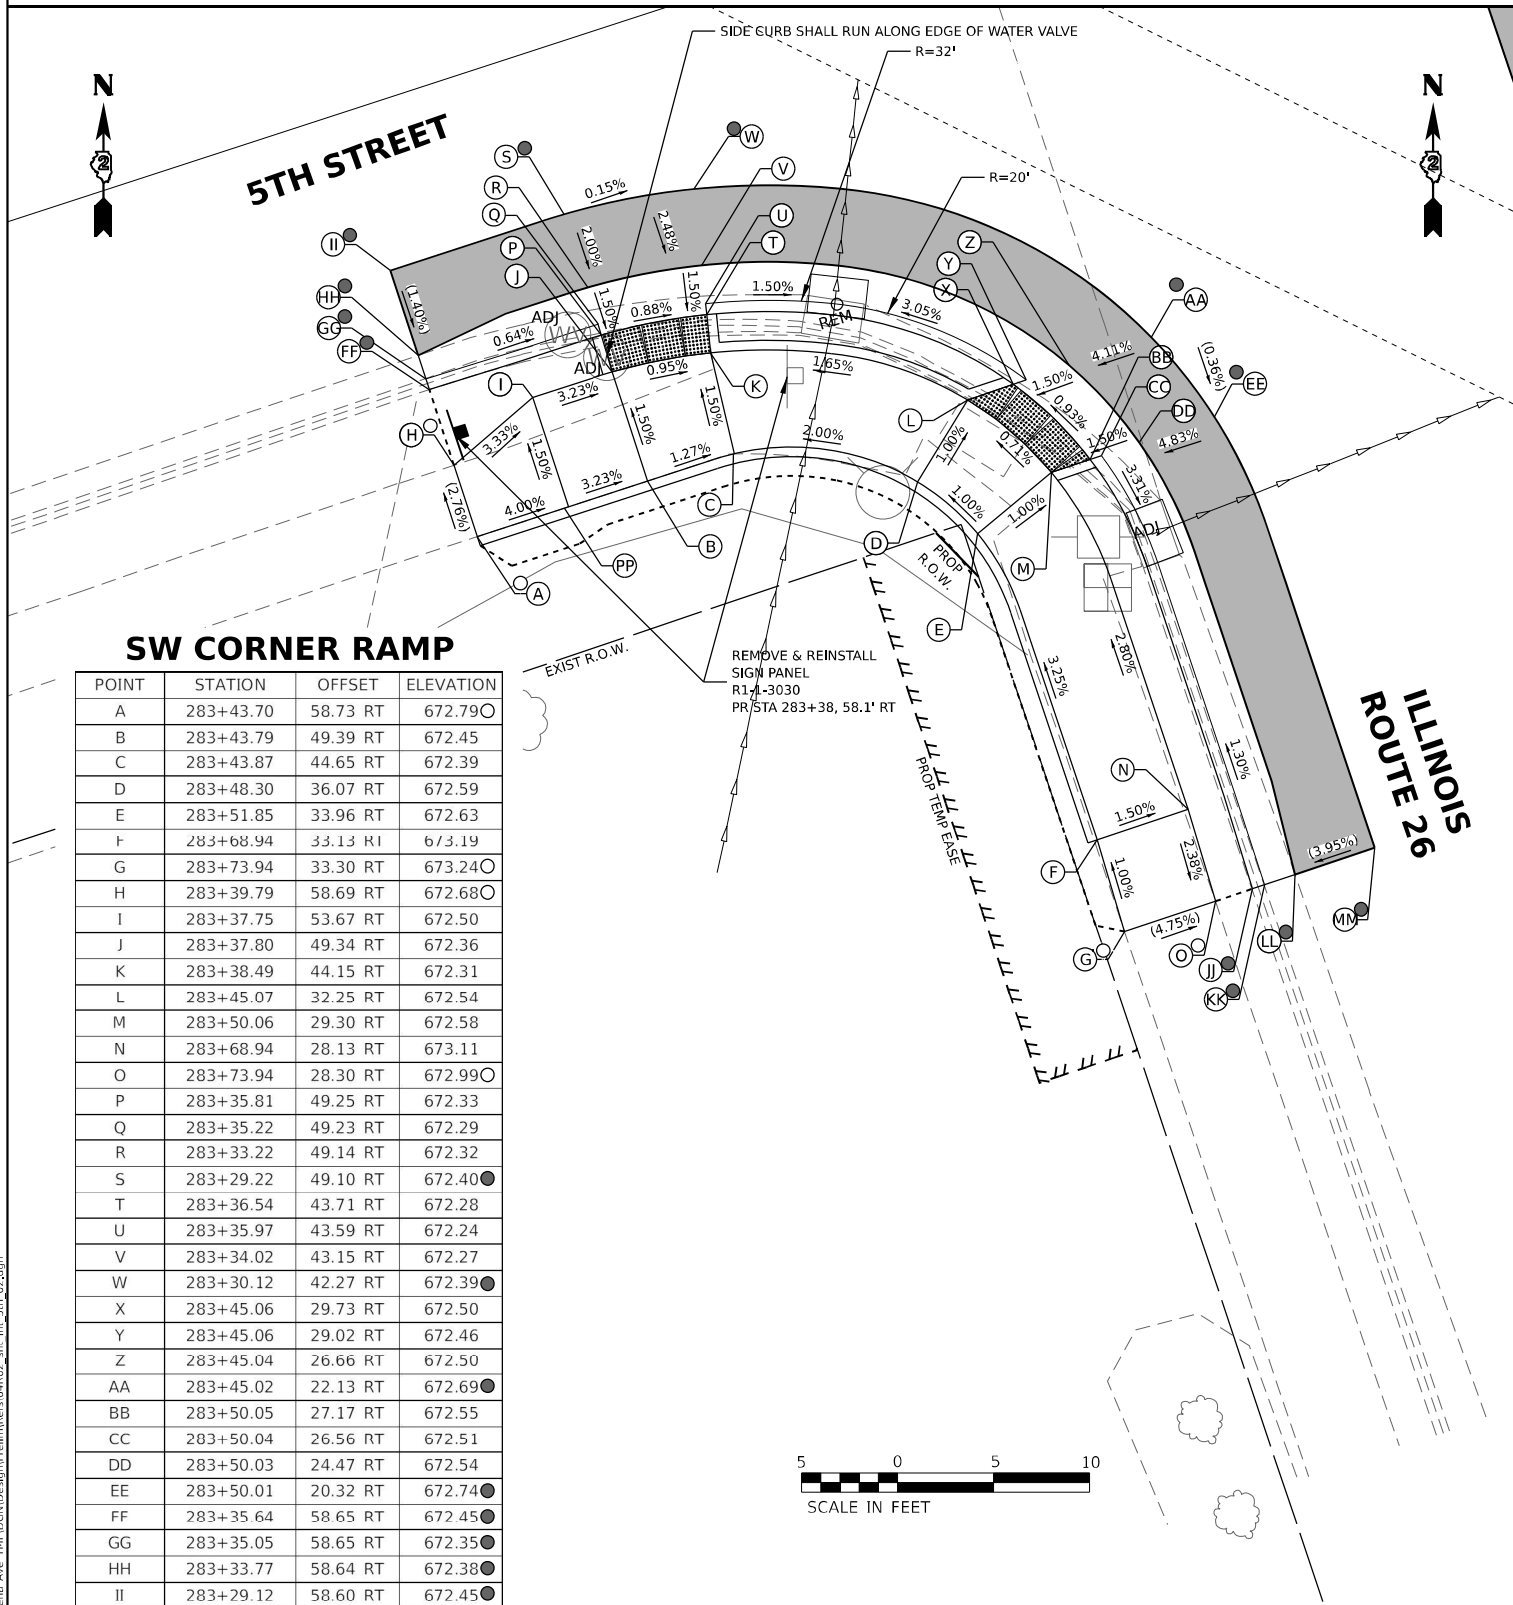 SIDE CURB SHALL RUN ALONG EDGE OF WATER VALVE
R=32'
N
2
N
2
5TH STREET
S
W
V
R
0.15%
R=20'
Q
2.48%
U
2.00%
II
P
T
Z
J
Y
HH
(1.40%)
1.50%
1.50%
1.50%
X
AA
GG
ADJ
WV
0.88%
REM
3.05%
FF
0.64%
ADJ
W
0.95%
1.65%
4.11%
(0.36%)
BB
I
3.23%
K
1.50%
EE
CC
H
1.50%
1.50%
L
0.93%
DD
3.33%
2.00%
1.00%
0.71%
1.50%
4.83%
1.50%
1.27%
3.23%
3.31%
(2.76%)
4.00%
C
1.00%
1.00%
ADJ
B
D
PROP
R.O.W.
PP
M
A
E
SW CORNER RAMP
EXIST R.O.W.
REMOVE & REINSTALL
SIGN PANEL
R1-1-3030
PR STA 283+38, 58.1' RT
3.25%
2.80%
ILLINOIS
ROUTE 26
1.30%
PROP TEMP EASE
N
1.50%
(3.95%)
F
1.00%
2.38%
(4.75%)
MM
LL
G
O
JJ
KK
POINT STATION OFFSET ELEVATION
A 283+43.70 58.73 RT 672.79
B 283+43.79 49.39 RT 672.45
C 283+43.87 44.65 RT 672.39
D 283+48.30 36.07 RT 672.59
E 283+51.85 33.96 RT 672.63
F 283+68.94 33.13 RT 673.19
G 283+73.94 33.30 RT 673.24
H 283+39.79 58.69 RT 672.68
I 283+37.75 53.67 RT 672.50
J 283+37.80 49.34 RT 672.36
K 283+38.49 44.15 RT 672.31
L 283+45.07 32.25 RT 672.54
M 283+50.06 29.30 RT 672.58
N 283+68.94 28.13 RT 673.11
O 283+73.94 28.30 RT 672.99
P 283+35.81 49.25 RT 672.33
Q 283+35.22 49.23 RT 672.29
R 283+33.22 49.14 RT 672.32
S 283+29.22 49.10 RT 672.40
T 283+36.54 43.71 RT 672.28
U 283+35.97 43.59 RT 672.24
V 283+34.02 43.15 RT 672.27
W 283+30.12 42.27 RT 672.39
X 283+45.06 29.73 RT 672.50
Y 283+45.06 29.02 RT 672.46
Z 283+45.04 26.66 RT 672.50
AA 283+45.02 22.13 RT 672.69
BB 283+50.05 27.17 RT 672.55
CC 283+50.04 26.56 RT 672.51
DD 283+50.03 24.47 RT 672.54
EE 283+50.01 20.32 RT 672.74
FF 283+35.64 58.65 RT 672.45
GG 283+35.05 58.65 RT 672.35
HH 283+33.77 58.64 RT 672.38
II 283+29.12 58.60 RT 672.45
5 0 5 10
SCALE IN FEET